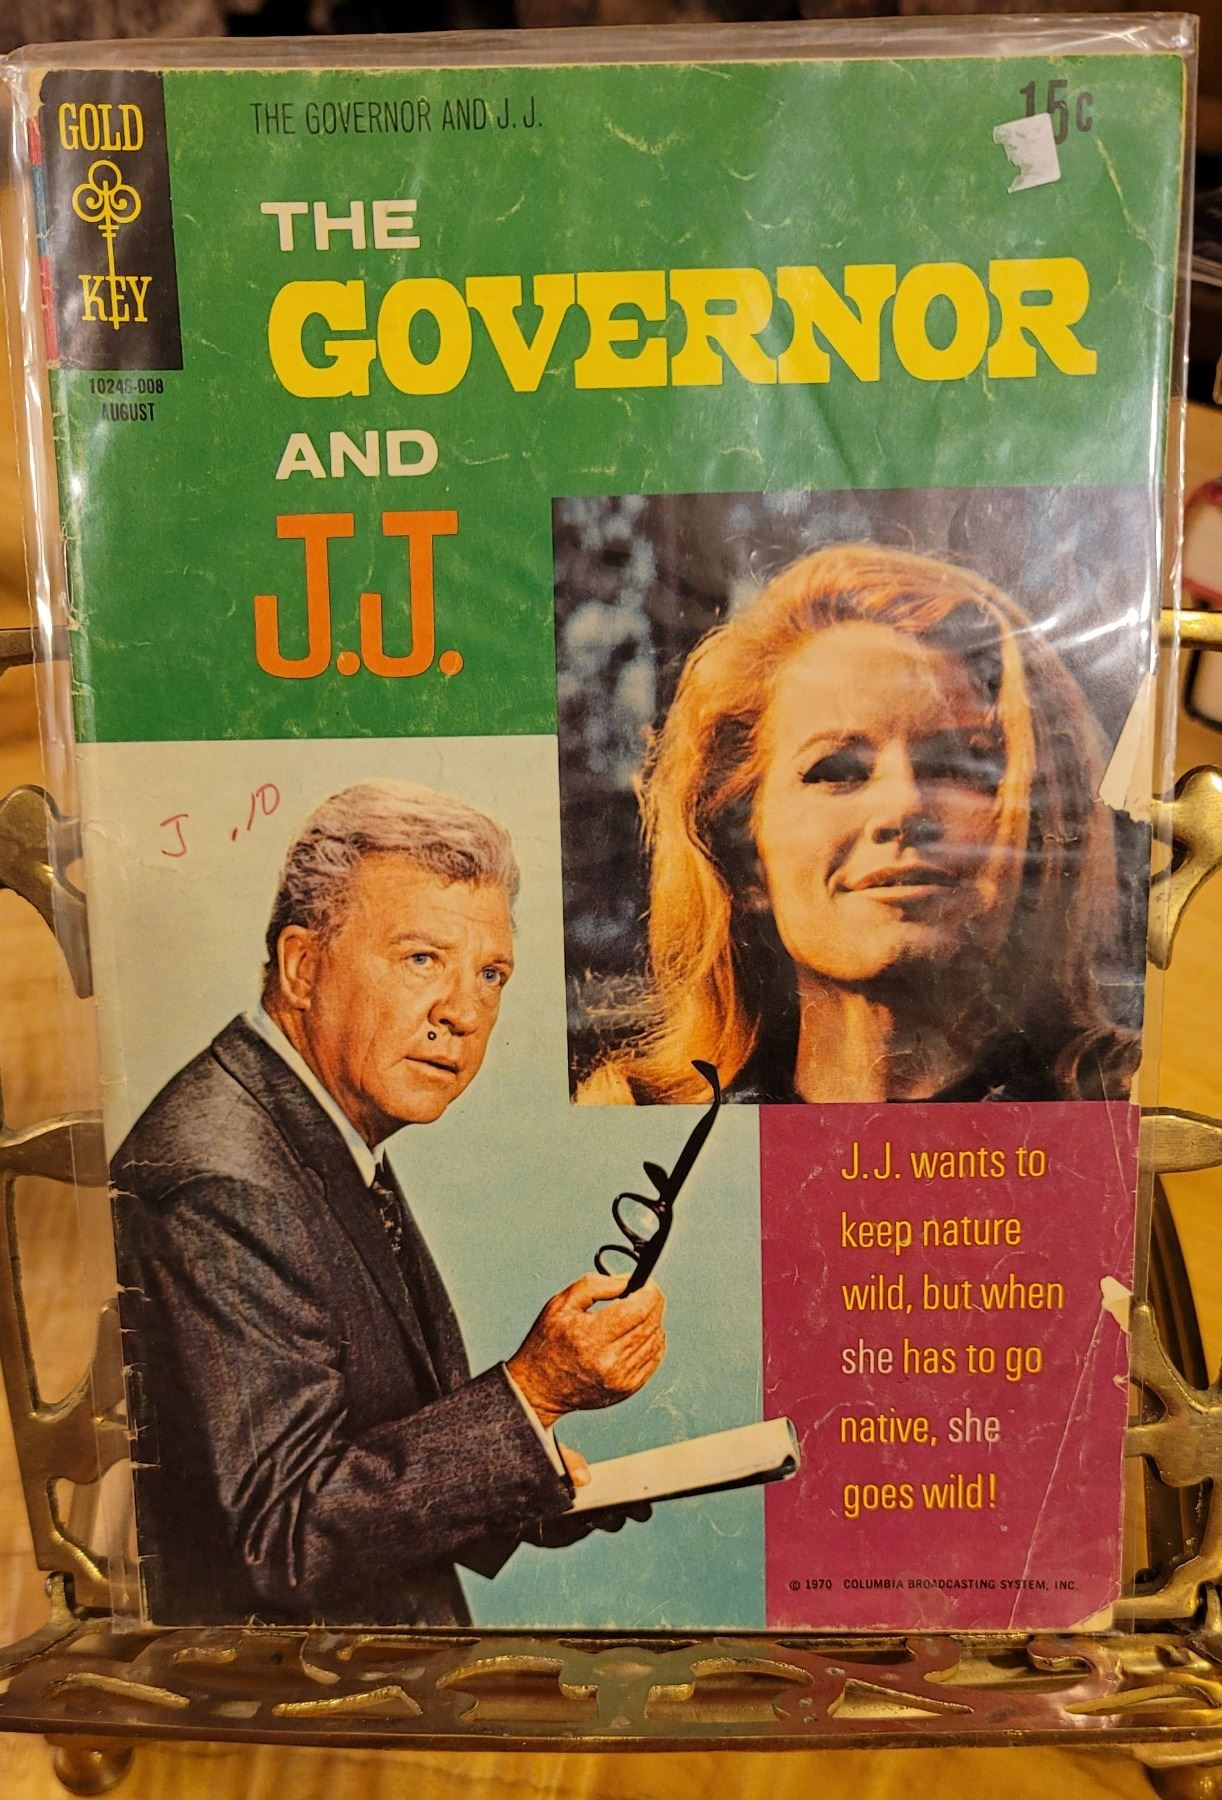 GOLD
KEY
10248-008
AUGUST
THE GOVERNOR AND J.J.
15c
THE
GOVERNOR
AND
J.J.
J .10
J.J. wants to
keep nature
wild, but when
she has to go
native, she
goes wild!
© 1970 COLUMBIA BROADCASTING SYSTEM, INC.